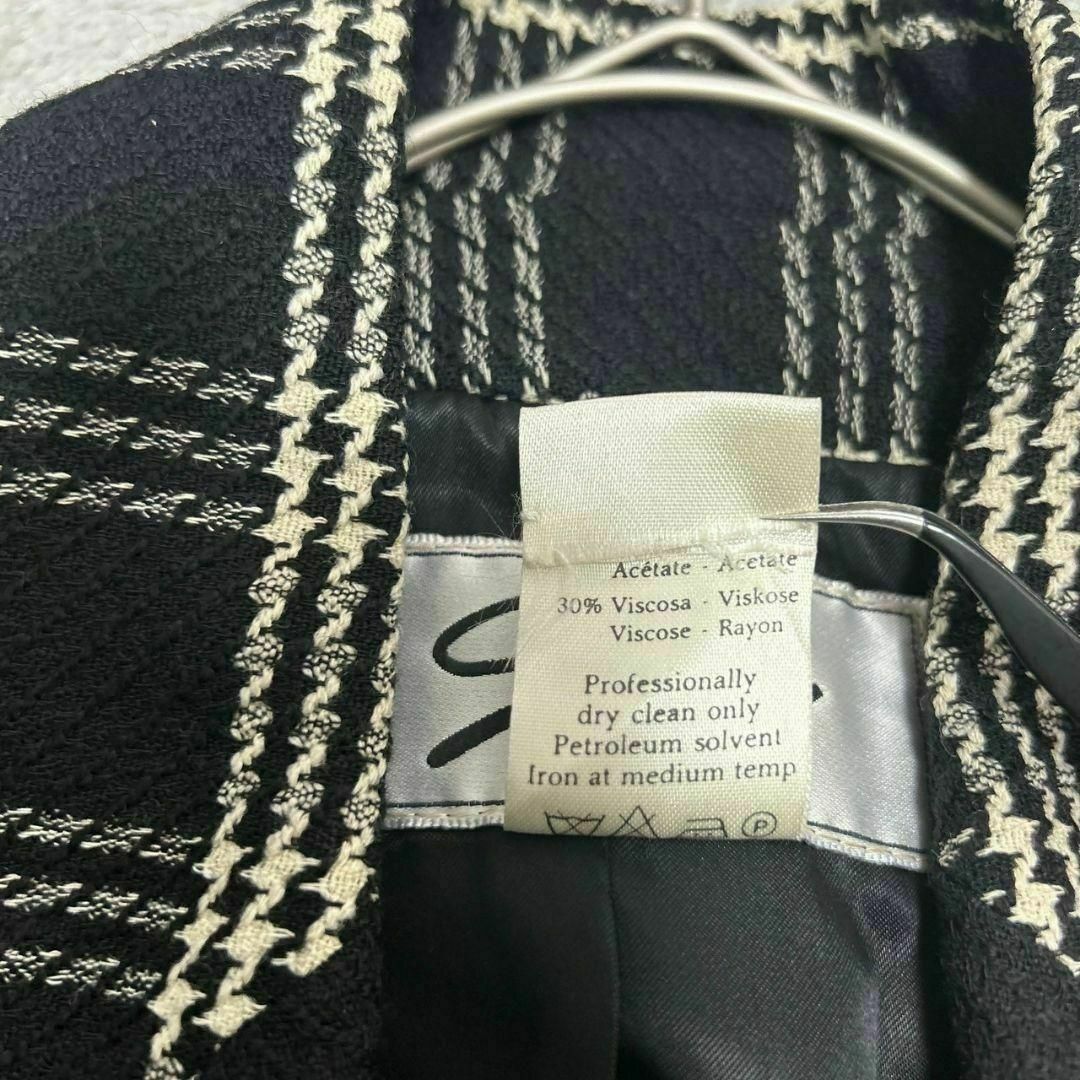 Acétate - Acetate
30% Viscosa - Viskose
Viscose - Rayon
Professionally
dry clean only
Petroleum solvent
Iron at medium temp
P